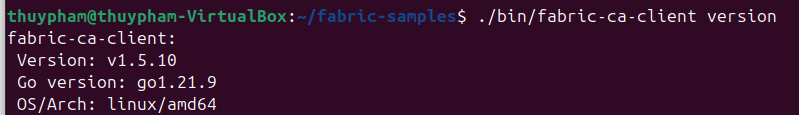 thuypham@thuypham-VirtualBox:~/fabric-samples$ ./bin/fabric-ca-client version
fabric-ca-client:
 Version: v1.5.10
 Go version: go1.21.9
 OS/Arch: linux/amd64